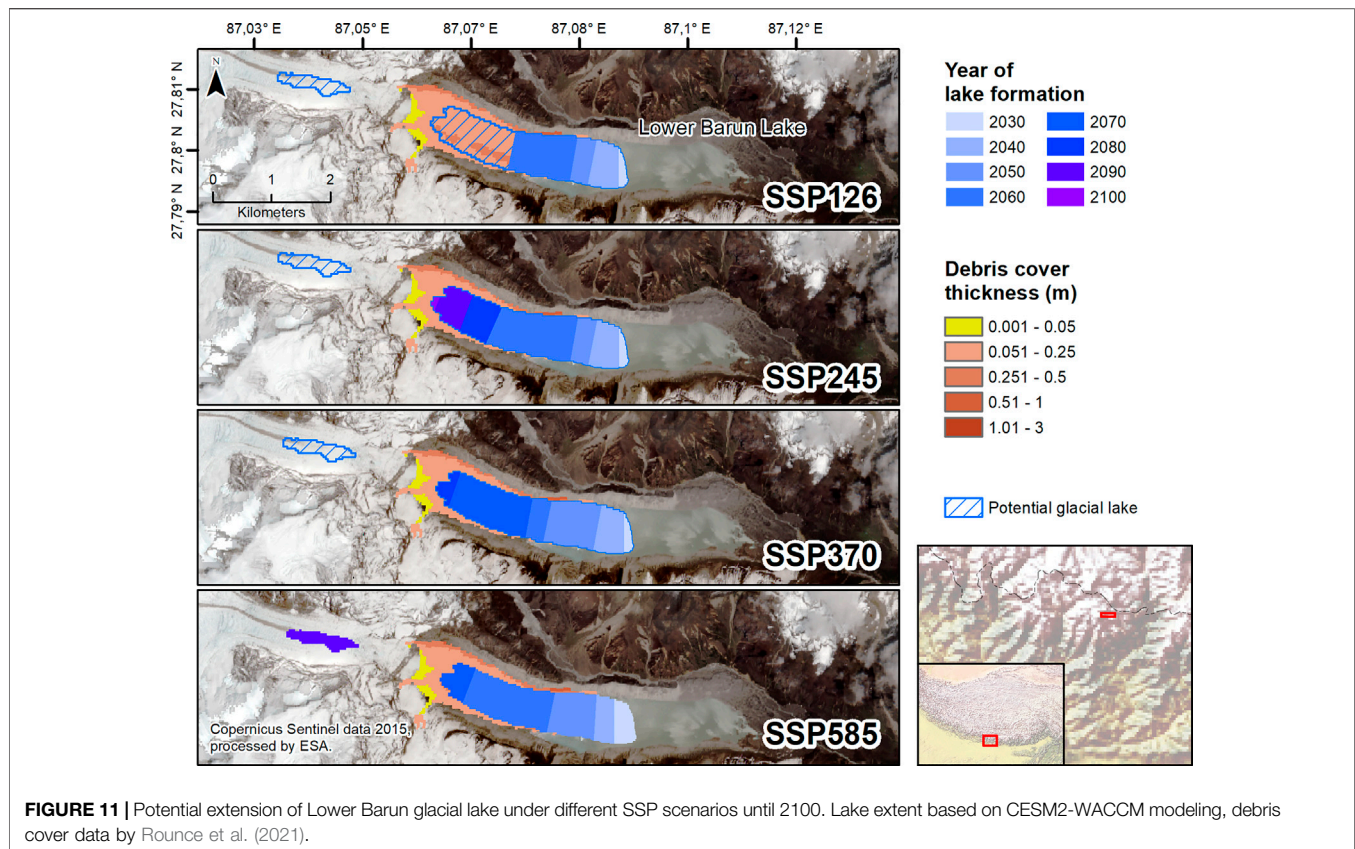 87,03° E 87,05° E 87,07° E 87,08° E 87,1° E 87,12° E
27,81° N
27,8° N
27,79° N
N
Lower Barun Lake
0 1 2
Kilometers
SSP126
SSP245
SSP370
SSP585
Copernicus Sentinel data 2015,
processed by ESA.
Year of
lake formation
2030 2070
2040 2080
2050 2090
2060 2100
Debris cover
thickness (m)
0.001 - 0.05
0.051 - 0.25
0.251 - 0.5
0.51 - 1
1.01 - 3
Potential glacial lake
FIGURE 11 | Potential extension of Lower Barun glacial lake under different SSP scenarios until 2100. Lake extent based on CESM2-WACCM modeling, debris
cover data by Rounce et al. (2021).